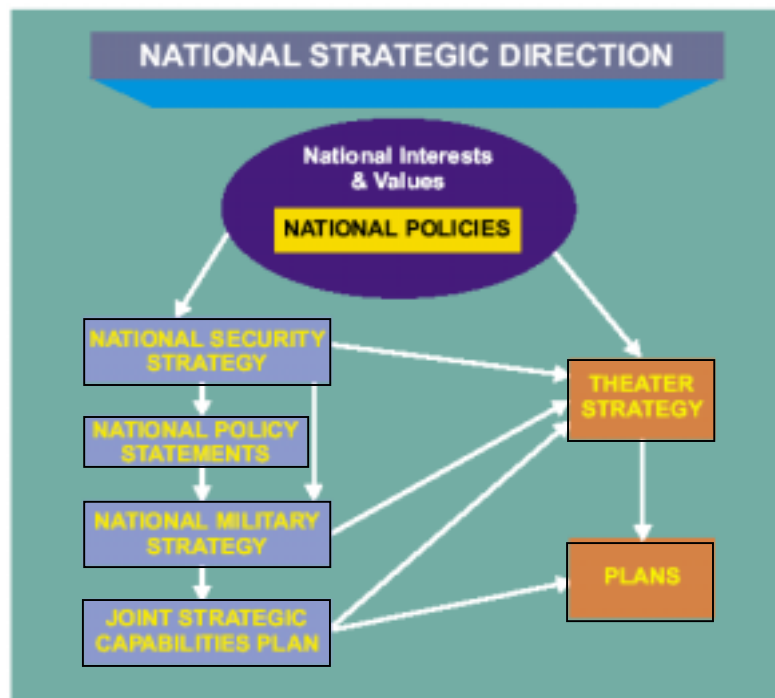 NATIONAL STRATEGIC DIRECTION
National Interests
& Values
NATIONAL POLICIES
NATIONAL SECURITY
STRATEGY
THEATER
STRATEGY
NATIONAL POLICY
STATEMENTS
NATIONAL MILITARY
STRATEGY
PLANS
JOINT STRATEGIC
CAPABILITIES PLAN